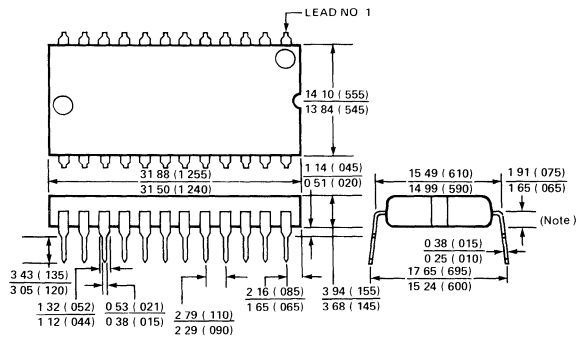 LEAD NO 1
14 10 ( 555)
13 84 ( 545)
31 88 (1 255)
31 50 (1 240)
1 14 ( 045)
0 51 ( 020)
15 49 ( 610)
14 99 ( 590)
1 91 ( 075)
1 65 ( 065)
(Note )
0 38 ( 015)
0 25 ( 010)
17 65 ( 695)
15 24 ( 600)
3 43 ( 135)
3 05 ( 120)
1 32 ( 052)
1 12 ( 044)
0 53 ( 021)
0 38 ( 015)
2 79 ( 110)
2 29 ( 090)
2 16 ( 085)
1 65 ( 065)
3 94 ( 155)
3 68 ( 145)